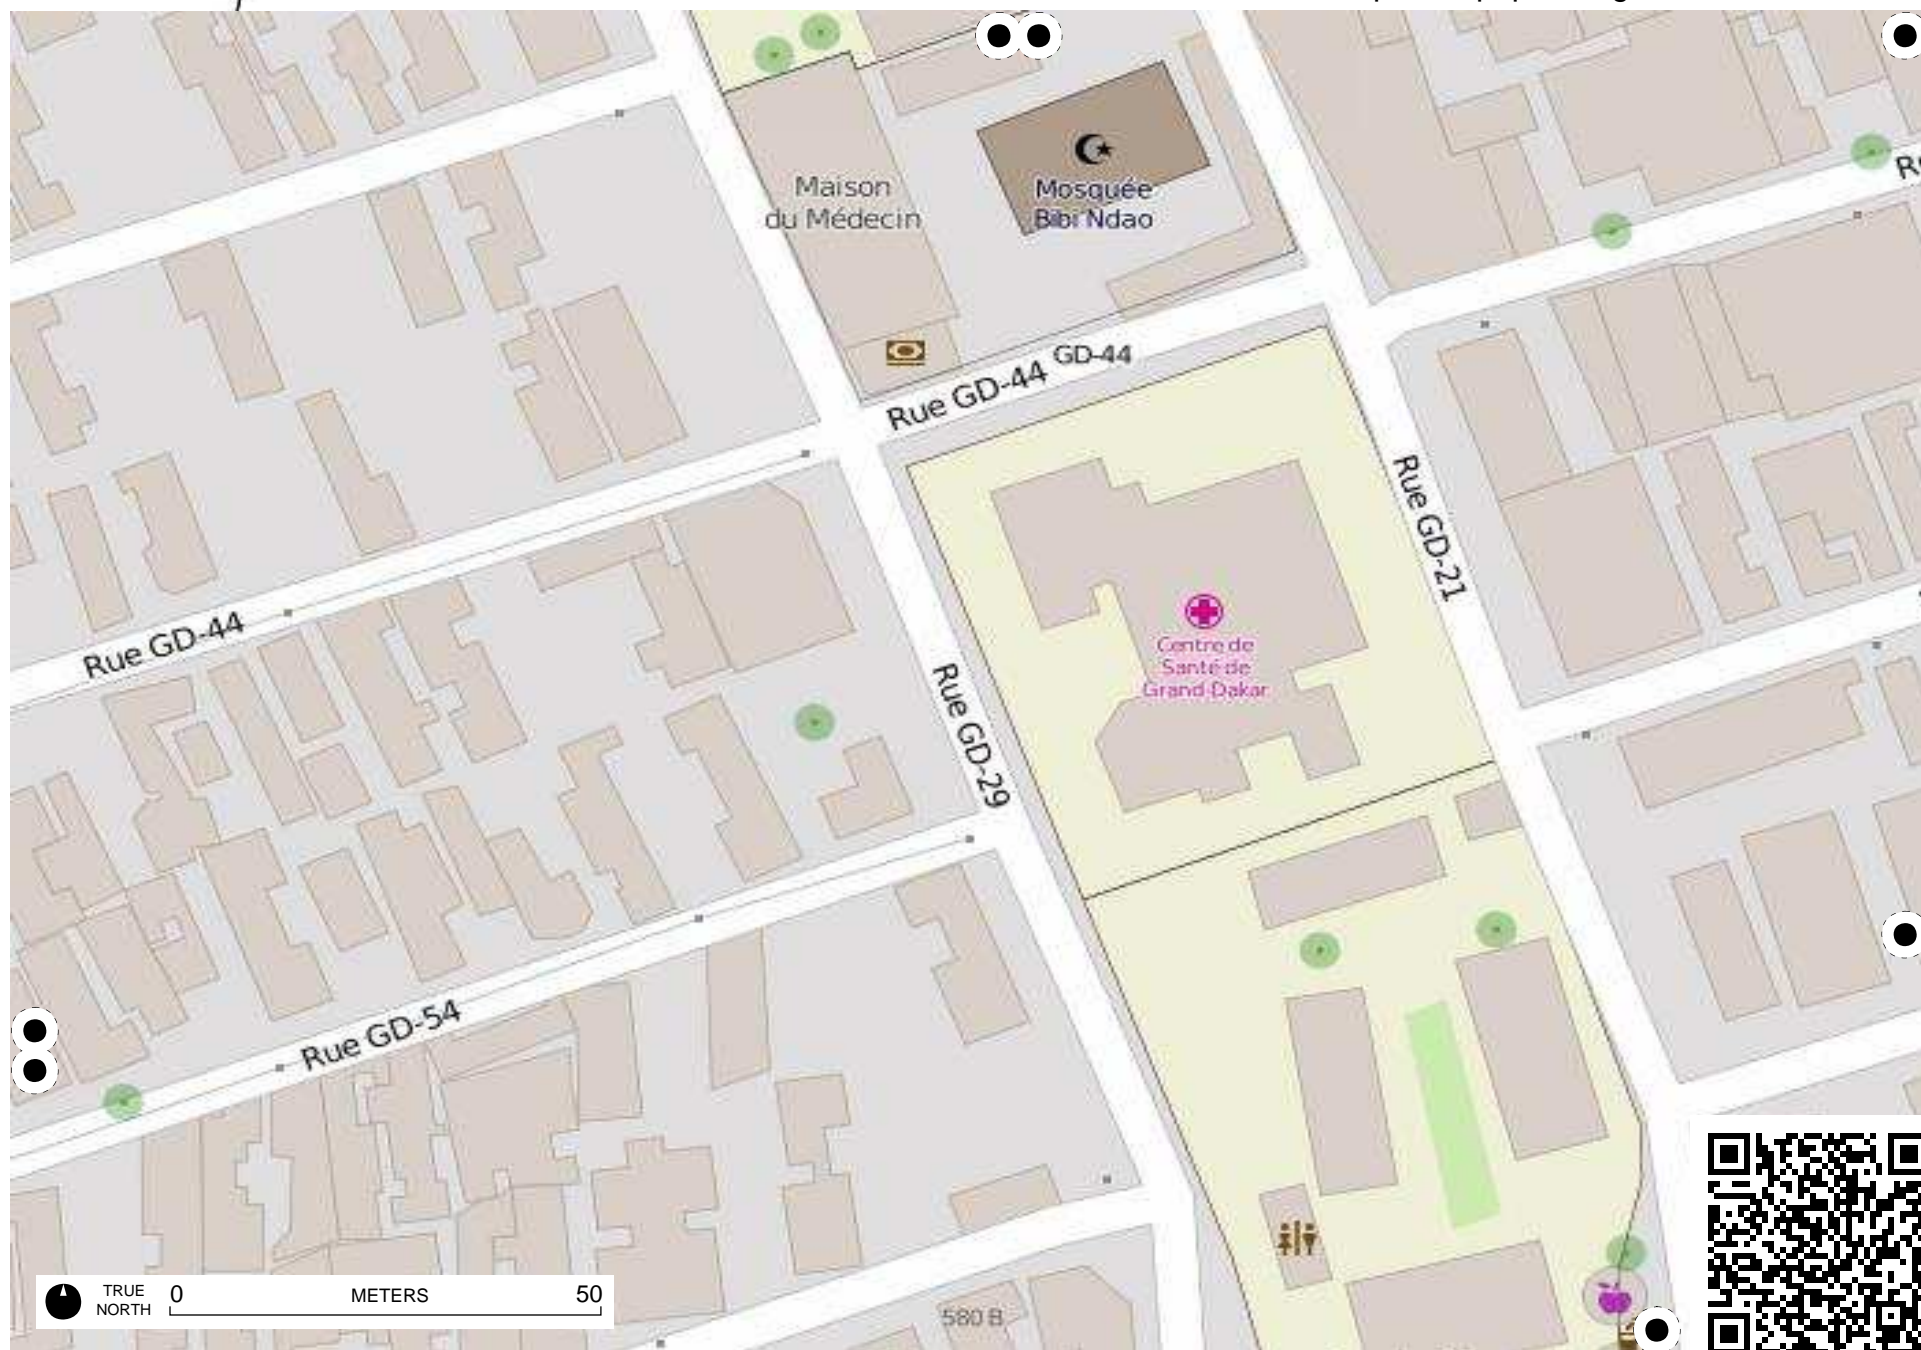 Maison
du Médecin
Mosquée
Bibi Ndao
GD-44
Rue GD-44
Rue GD-21
Rue GD-44
Centre de
Santé de
Grand Dakar
Rue GD-29
Rue GD-54
580 B
TRUE
NORTH
0 METERS 50